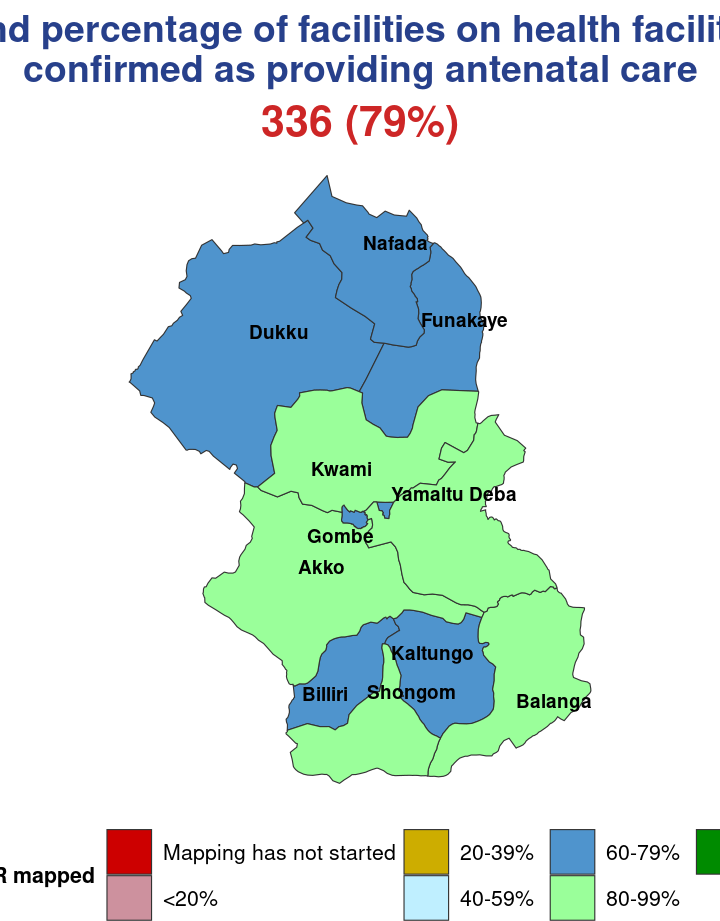 percentage of facilities on health
confirmed as providing antenatal care
336 (79%)
Nafada
Funakaye
Dukku
Kwami
Yamaltu Deba
Gombe
Akko
Kaltungo
Billiri
Shongom
Balanga
mapped
Mapping has not started
20-39%
60-79%
<20%
40-59%
80-99%